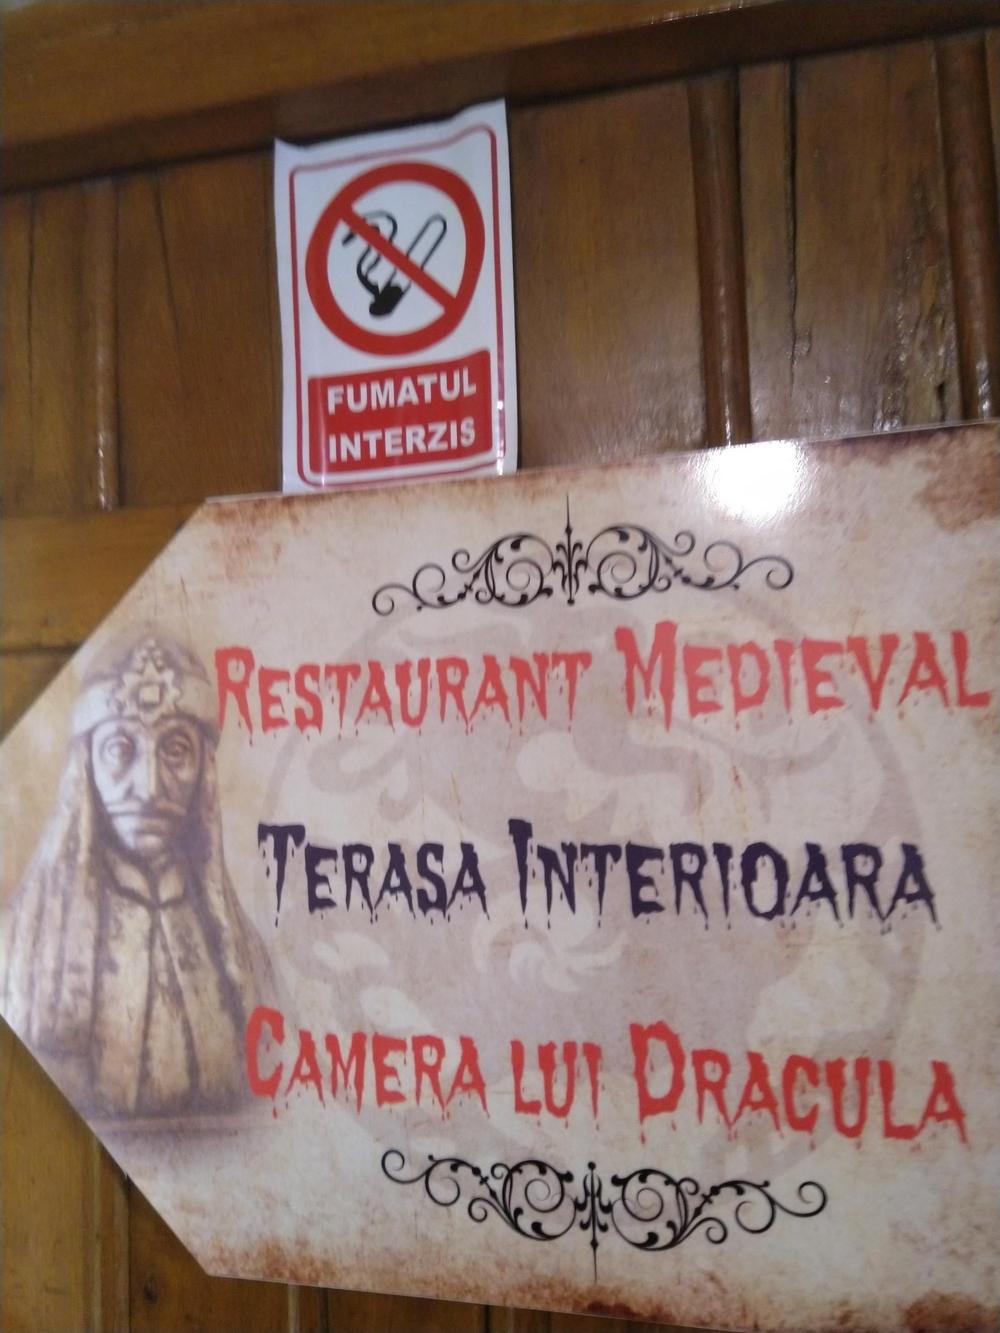 FUMATUL
INTERZIS
RESTAURANT MEDIEVAL
TERASA INTERIOARA
CAMERA LUI DRACULA